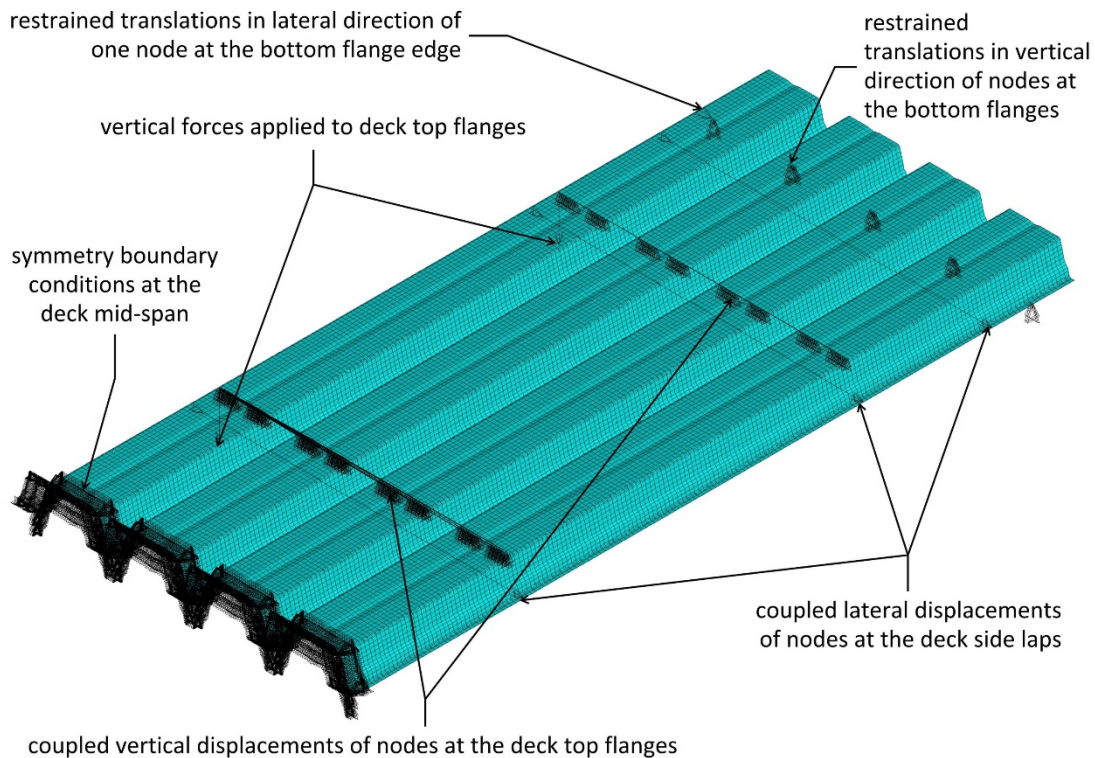 restrained translations in lateral direction of
one node at the bottom flange edge
restrained
translations in vertical
direction of nodes at
the bottom flanges
vertical forces applied to deck top flanges
symmetry boundary
conditions at the
deck mid-span
coupled lateral displacements
of nodes at the deck side laps
coupled vertical displacements of nodes at the deck top flanges